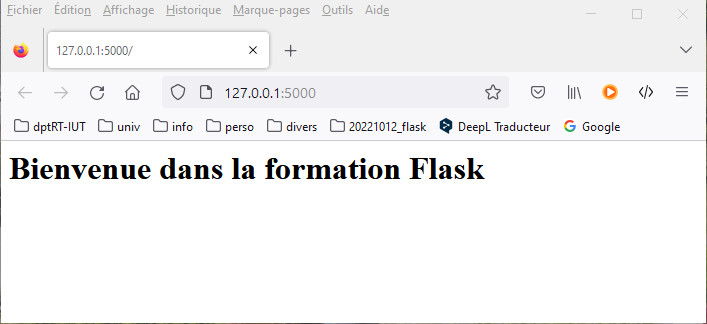 Fichier Édition Affichage Historique Marque-pages Outils Aide
127.0.0.1:5000/
127.0.0.1:5000
dptRT-IUT univ info perso divers 20221012_flask DeepL Traducteur Google
Bienvenue dans la formation Flask